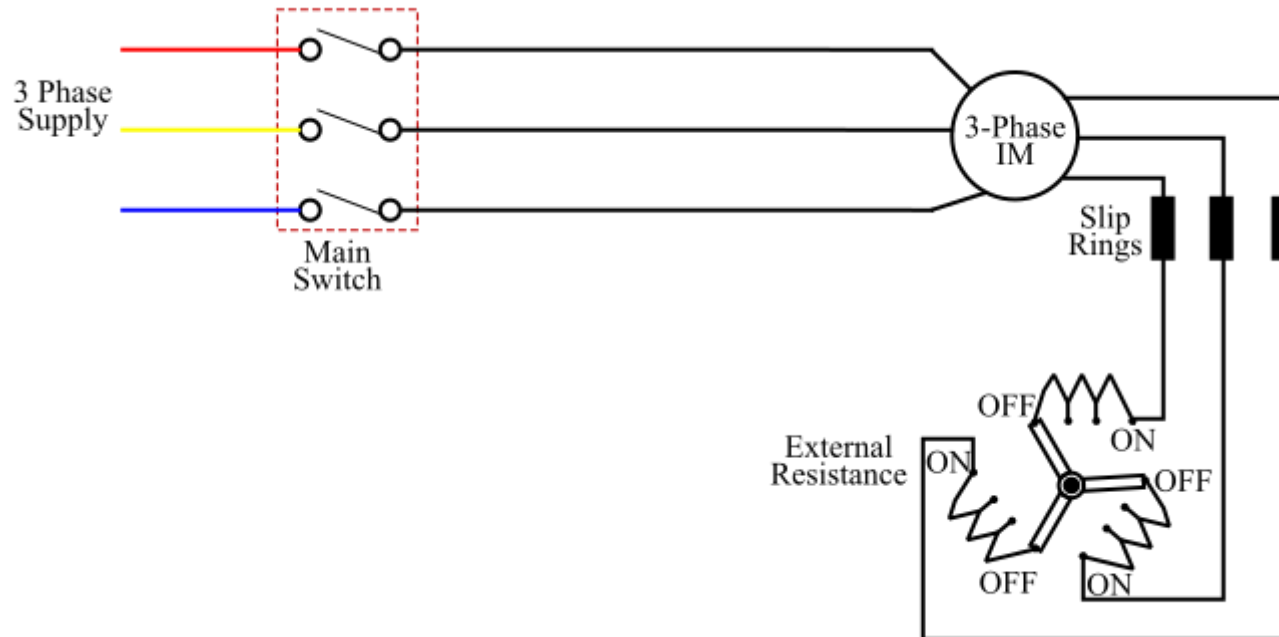 3 Phase
Supply
Main
Switch
3-Phase
IM
Slip
Rings
External
Resistance
OFF
ON
ON
OFF
OFF
ON